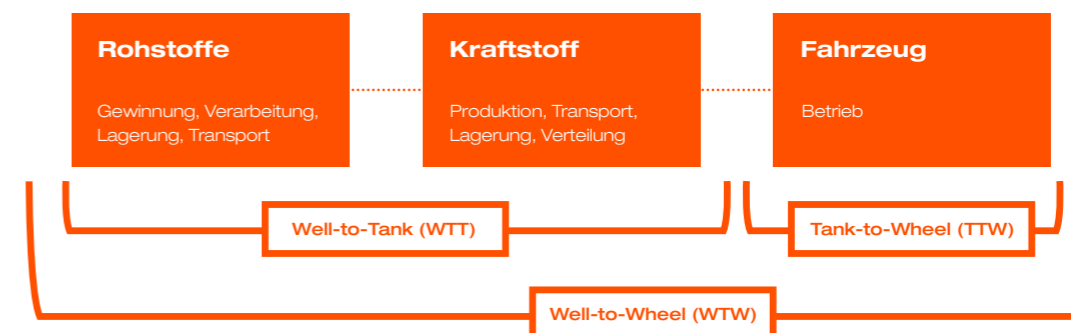 Rohstoffe
Gewinnung, Verarbeitung,
Lagerung, Transport
Kraftstoff
Produktion, Transport,
Lagerung, Verteilung
Fahrzeug
Betrieb
Well-to-Tank (WTT)
Tank-to-Wheel (TTW)
Well-to-Wheel (WTW)